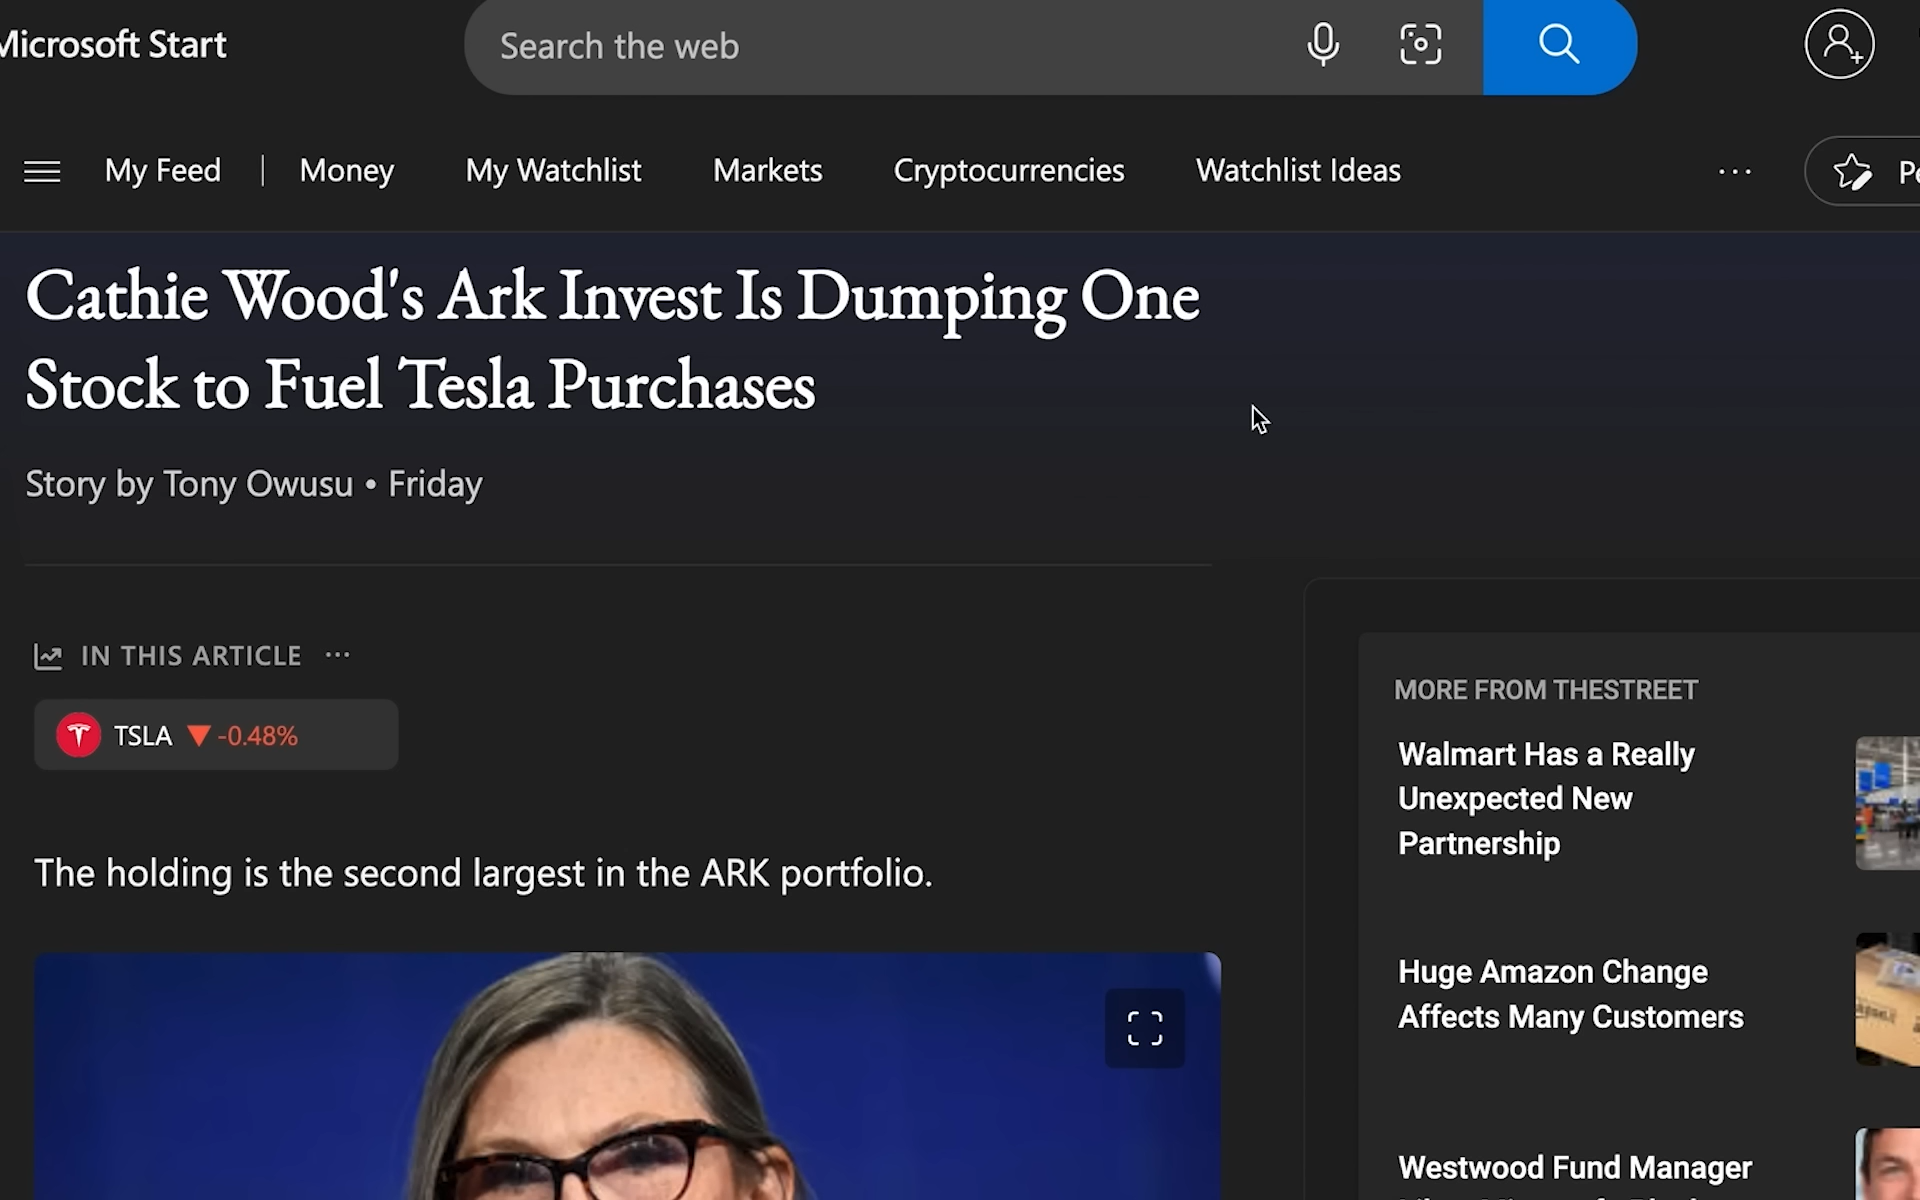 Microsoft Start
Search the web
My Feed | Money My Watchlist Markets Cryptocurrencies Watchlist Ideas ...
Cathie Wood's Ark Invest Is Dumping One
Stock to Fuel Tesla Purchases
Story by Tony Owusu • Friday
IN THIS ARTICLE ...
TSLA ▼ -0.48%
The holding is the second largest in the ARK portfolio.
MORE FROM THESTREET
Walmart Has a Really
Unexpected New
Partnership
Huge Amazon Change
Affects Many Customers
Westwood Fund Manager